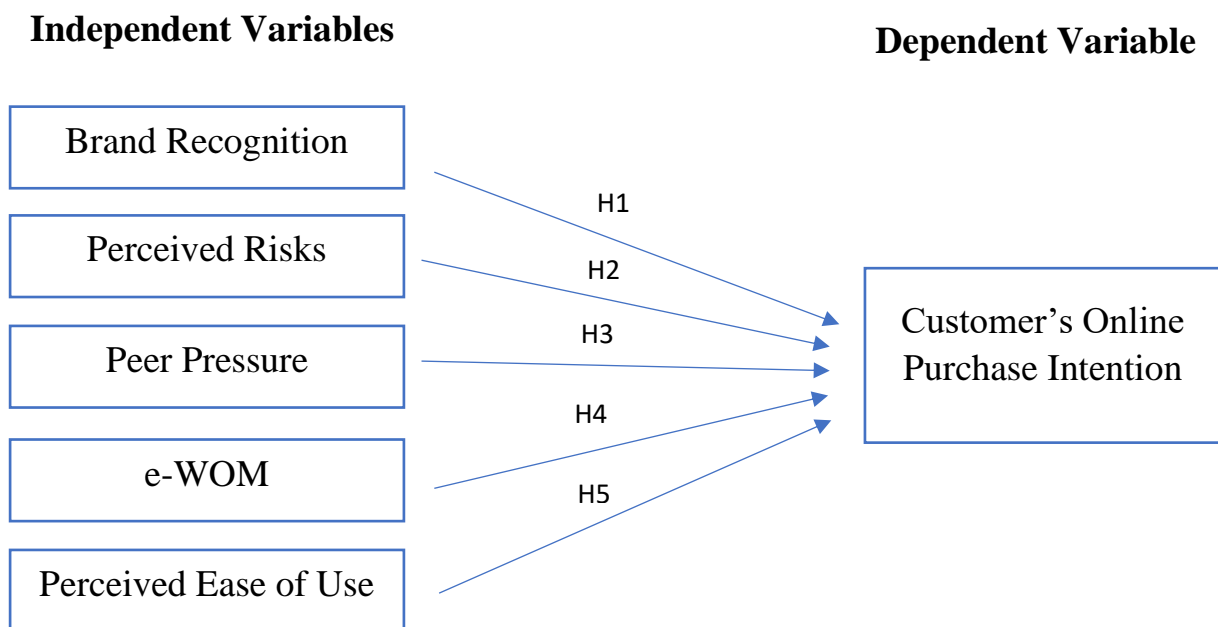 Independent Variables
Dependent Variable
Brand Recognition
H1
Perceived Risks
H2
Peer Pressure
H3
Customer’s Online
Purchase Intention
e-WOM
H4
Perceived Ease of Use
H5